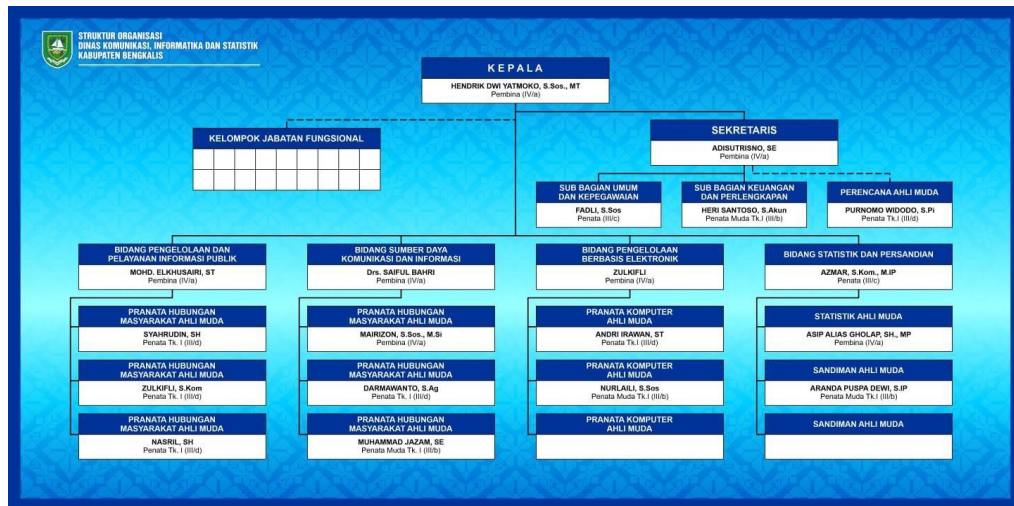 STRUKTUR ORGANISASI
DINAS KOMUNIKASI, INFORMATIKA DAN STATISTIK
KABUPATEN BENGKALIS
KEPALA
HENDRIK DWI YATMOKO, S.Sos., MT
Pembina (IV/a)
KELOMPOK JABATAN FUNGSIONAL
SEKRETARIS
ADISUTRISNO, SE
Pembina (IV/a)
SUB BAGIAN UMUM
DAN KEPEGAWAIAN
FADLI, S.Sos
Penata (III/c)
SUB BAGIAN KEUANGAN
DAN PERLENGKAPAN
HERI SANTOSO, S.Akun
Penata Muda Tk.I (III/b)
PERENCANA AHLI MUDA
PURNOMO WIDODO, S.Pi
Penata Tk.I (III/d)
BIDANG PENGELOLAAN DAN
PELAYANAN INFORMASI PUBLIK
MOHD. ELKHUSAIRI, ST
Pembina (IV/a)
PRANATA HUBUNGAN
MASYARAKAT AHLI MUDA
SYAHRUDIN, SH
Penata Tk. I (III/d)
PRANATA HUBUNGAN
MASYARAKAT AHLI MUDA
ZULKIFLI, S.Kom
Penata Tk. I (III/d)
PRANATA HUBUNGAN
MASYARAKAT AHLI MUDA
NASRIL, SH
Penata Tk. I (III/d)
BIDANG SUMBER DAYA
KOMUNIKASI DAN INFORMASI
Drs. SAIFUL BAHRI
Pembina (IV/a)
PRANATA HUBUNGAN
MASYARAKAT AHLI MUDA
MAIRIZON, S.Sos., M.Si
Pembina (IV/a)
PRANATA HUBUNGAN
MASYARAKAT AHLI MUDA
DARMAWANTO, S.Ag
Penata Tk. I (III/d)
PRANATA HUBUNGAN
MASYARAKAT AHLI MUDA
MUHAMMAD JAZAM, SE
Penata Muda Tk. I (III/b)
BIDANG PENGELOLAAN
BERBASIS ELEKTRONIK
ZULKIFLI
Pembina (IV/a)
PRANATA KOMPUTER
AHLI MUDA
ANDRI IRAWAN, ST
Penata Tk.I (III/d)
PRANATA KOMPUTER
AHLI MUDA
NURLAILI, S.Sos
Penata Muda Tk.I (III/b)
PRANATA KOMPUTER
AHLI MUDA
BIDANG STATISTIK DAN PERSANDIAN
AZMAR, S.Kom., M.IP
Penata (III/c)
STATISTIK AHLI MUDA
ASIP ALIAS GHOLAP, SH., MP
Pembina (IV/a)
SANDIMAN AHLI MUDA
ARANDA PUSPA DEWI, S.IP
Penata Muda Tk.I (III/b)
SANDIMAN AHLI MUDA